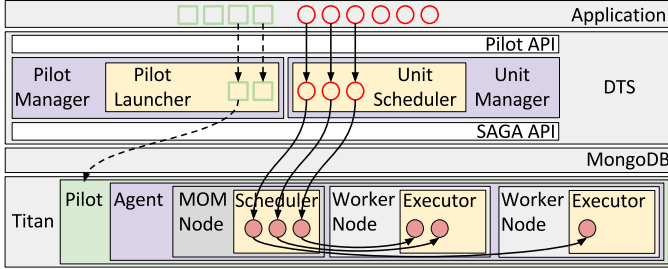 Application
Pilot API
Pilot
Manager
Pilot
Launcher
Unit
Scheduler
Unit
Manager
DTS
SAGA API
MongoDB
Titan
Pilot
Agent
MOM
Node
Scheduler
Worker
Node
Executor
Worker
Node
Executor